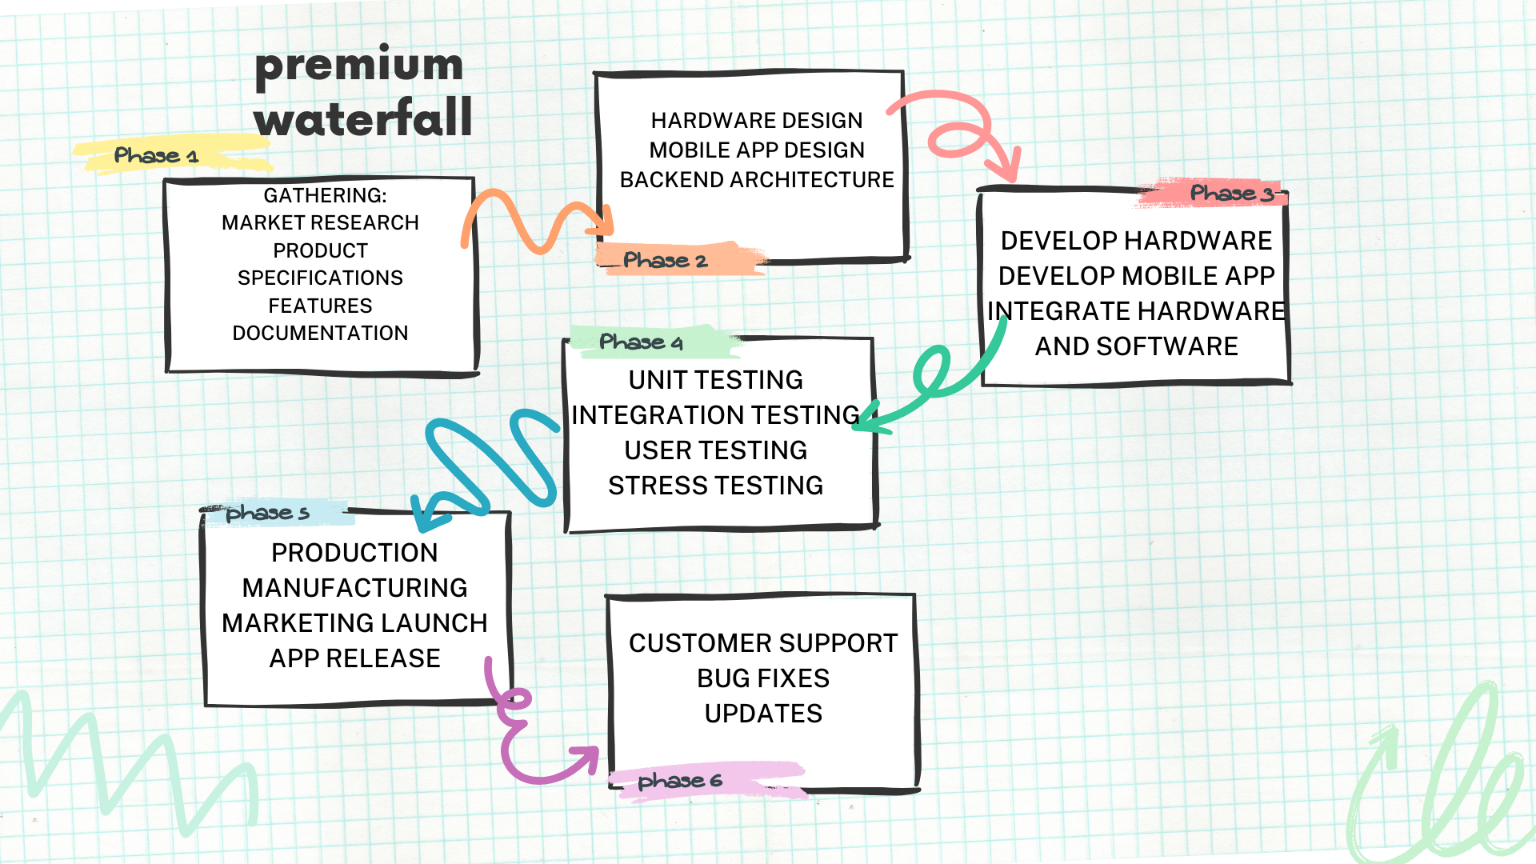 premium
waterfall
Phase 1
GATHERING:
MARKET RESEARCH
PRODUCT
SPECIFICATIONS
FEATURES
DOCUMENTATION
HARDWARE DESIGN
MOBILE APP DESIGN
BACKEND ARCHITECTURE
Phase 2
Phase 3
DEVELOP HARDWARE
DEVELOP MOBILE APP
INTEGRATE HARDWARE
AND SOFTWARE
Phase 4
UNIT TESTING
INTEGRATION TESTING
USER TESTING
STRESS TESTING
phase 5
PRODUCTION
MANUFACTURING
MARKETING LAUNCH
APP RELEASE
CUSTOMER SUPPORT
BUG FIXES
UPDATES
phase 6